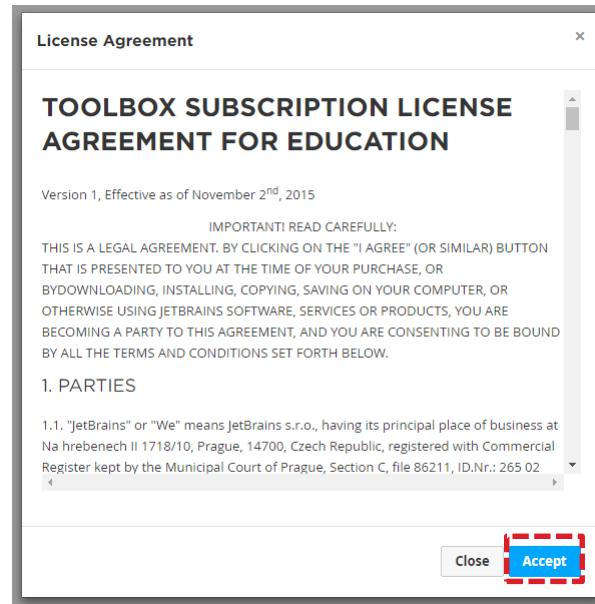 License Agreement ×
TOOLBOX SUBSCRIPTION LICENSE
AGREEMENT FOR EDUCATION
Version 1, Effective as of November 2nd, 2015
IMPORTANT! READ CAREFULLY:
THIS IS A LEGAL AGREEMENT. BY CLICKING ON THE "I AGREE" (OR SIMILAR) BUTTON
THAT IS PRESENTED TO YOU AT THE TIME OF YOUR PURCHASE, OR
BYDOWNLOADING, INSTALLING, COPYING, SAVING ON YOUR COMPUTER, OR
OTHERWISE USING JETBRAINS SOFTWARE, SERVICES OR PRODUCTS, YOU ARE
BECOMING A PARTY TO THIS AGREEMENT, AND YOU ARE CONSENTING TO BE BOUND
BY ALL THE TERMS AND CONDITIONS SET FORTH BELOW.
1. PARTIES
1.1. "JetBrains" or "We" means JetBrains s.r.o., having its principal place of business at
Na hrebenech II 1718/10, Prague, 14700, Czech Republic, registered with Commercial
Register kept by the Municipal Court of Prague, Section C, file 86211, ID.Nr.: 265 02
Close Accept